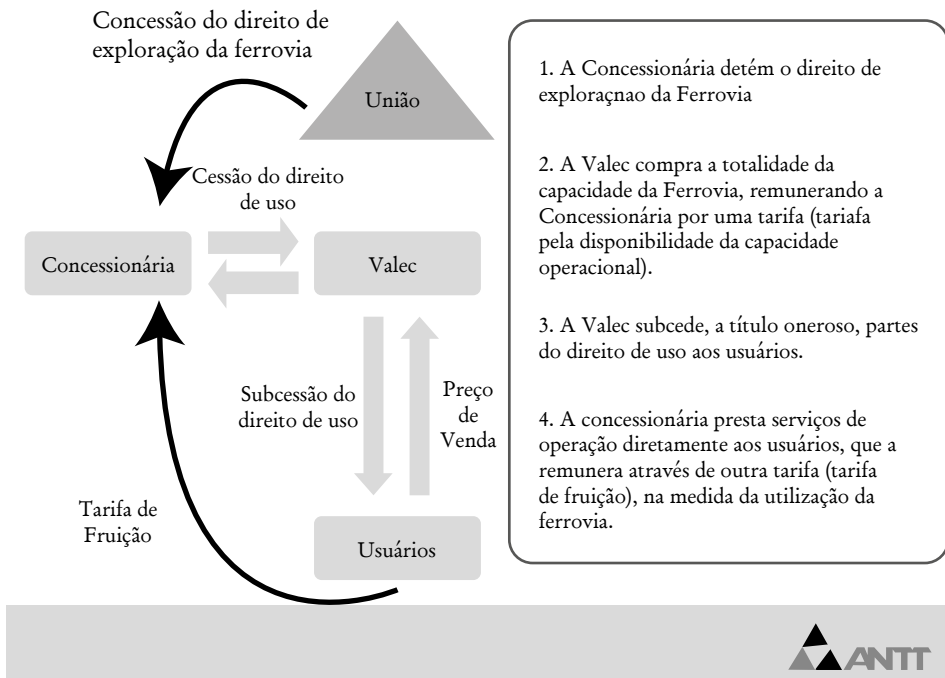 Concessão do direito de
exploração da ferrovia
União
Cessão do direito
de uso
Concessionária
Valec
Subcessão do
direito de uso
Preço
de
Venda
Tarifa de
Fruição
Usuários
1. A Concessionária detém o direito de
exploraçnao da Ferrovia
2. A Valec compra a totalidade da
capacidade da Ferrovia, remunerando a
Concessionária por uma tarifa (tariafa
pela disponibilidade da capacidade
operacional).
3. A Valec subcede, a título oneroso, partes
do direito de uso aos usuários.
4. A concessionária presta serviços de
operação diretamente aos usuários, que a
remunera através de outra tarifa (tarifa
de fruição), na medida da utilização da
ferrovia.
ANTT